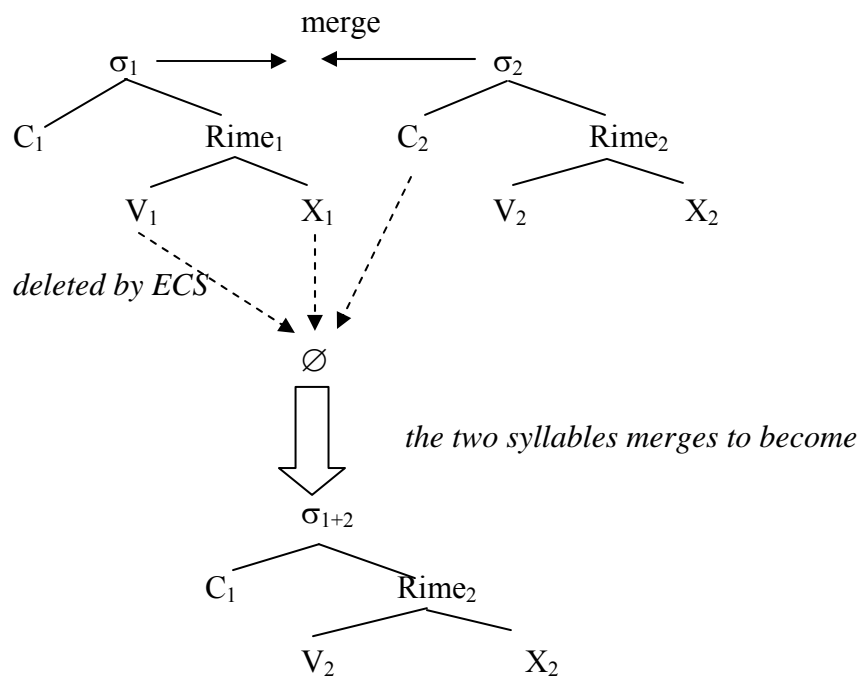 merge
σ₁ σ₂
C₁ Rime₁ C₂ Rime₂
V₁ X₁ V₂ X₂
deleted by ECS
∅
the two syllables merges to become
σ₁₊₂
C₁ Rime₂
V₂ X₂